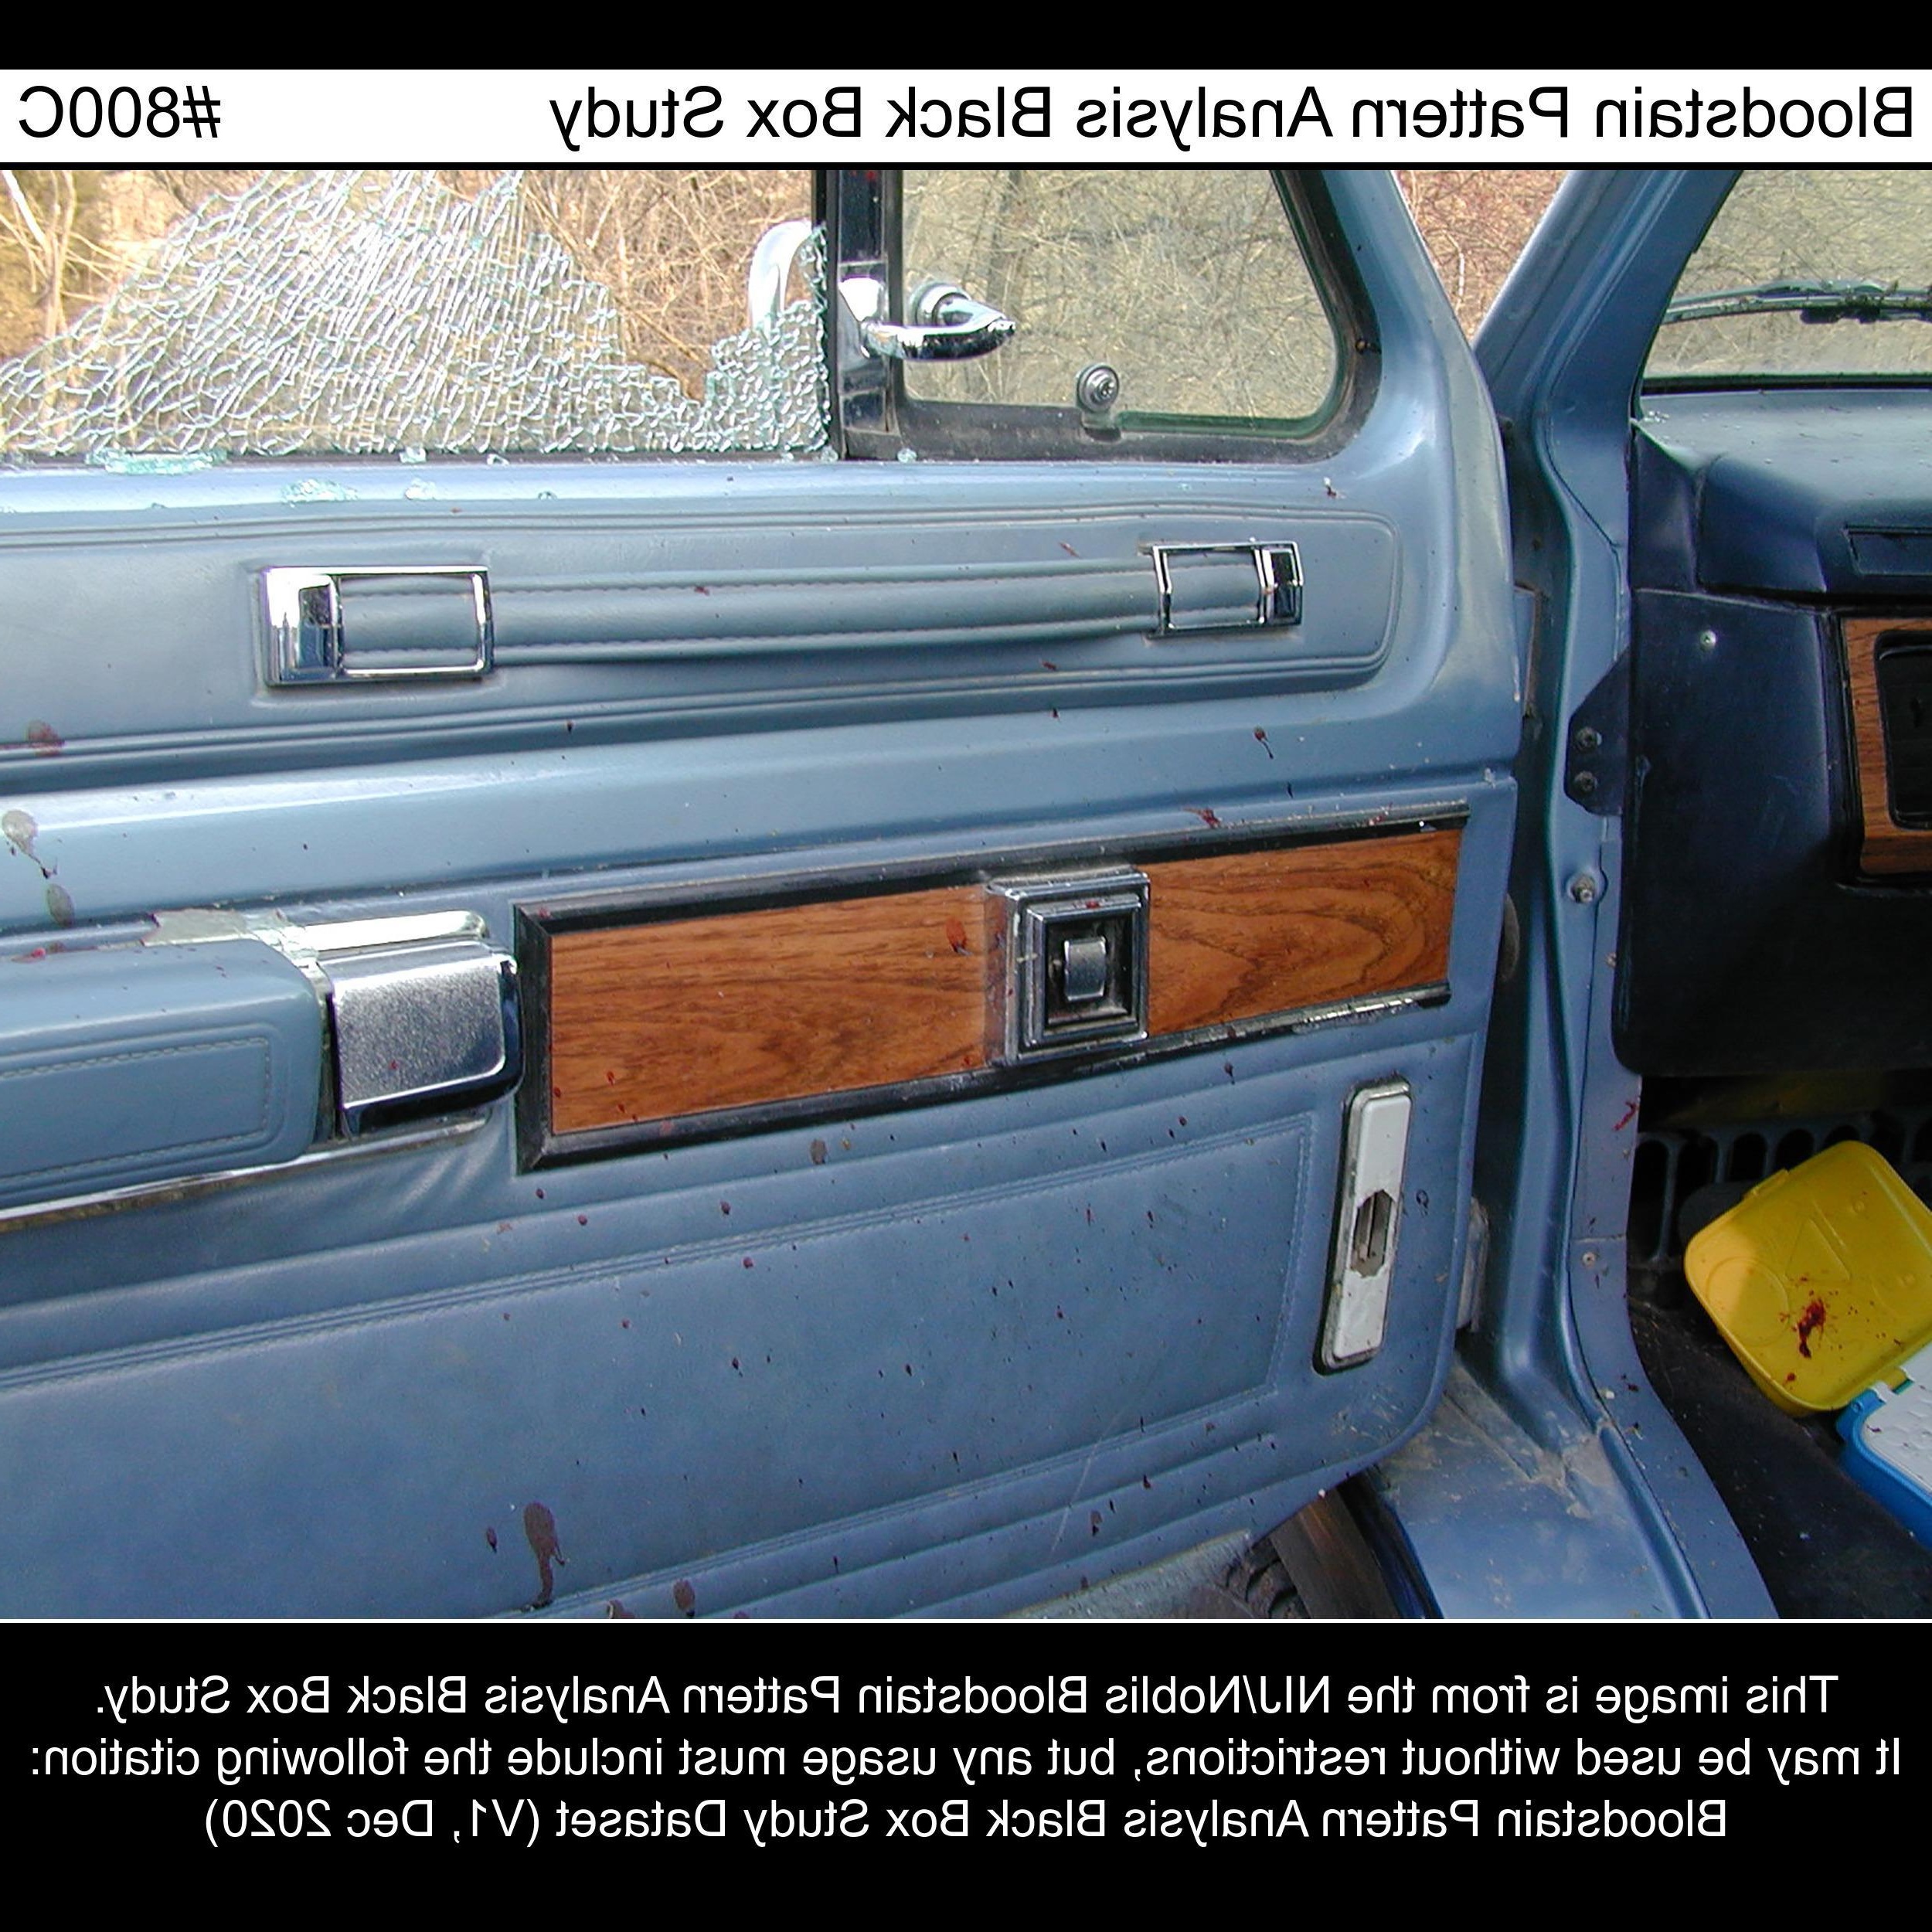 Bloodstain Pattern Analysis Black Box Study #800C
This image is from the NIJ/Noblis Bloodstain Pattern Analysis Black Box Study.
It may be used without restrictions, but any usage must include the following citation:
Bloodstain Pattern Analysis Black Box Study Dataset (V1, Dec 2020)